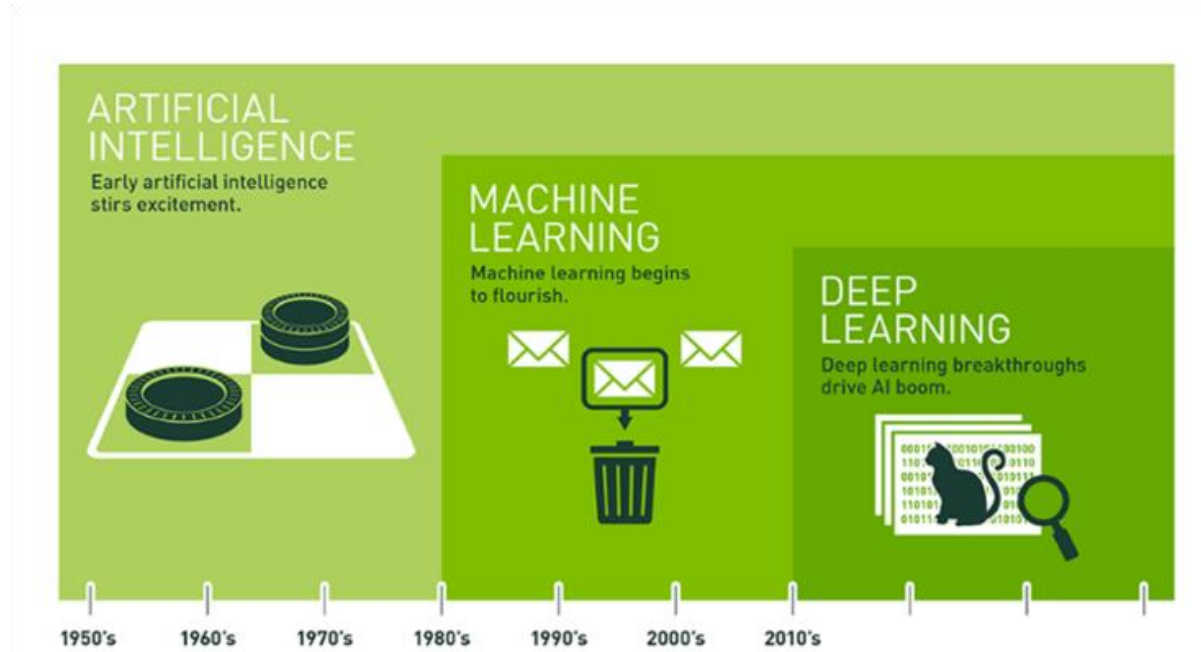 ARTIFICIAL
INTELLIGENCE
Early artificial intelligence
stirs excitement.
MACHINE
LEARNING
Machine learning begins
to flourish.
DEEP
LEARNING
Deep learning breakthroughs
drive AI boom.
1950's 1960's 1970's 1980's 1990's 2000's 2010's